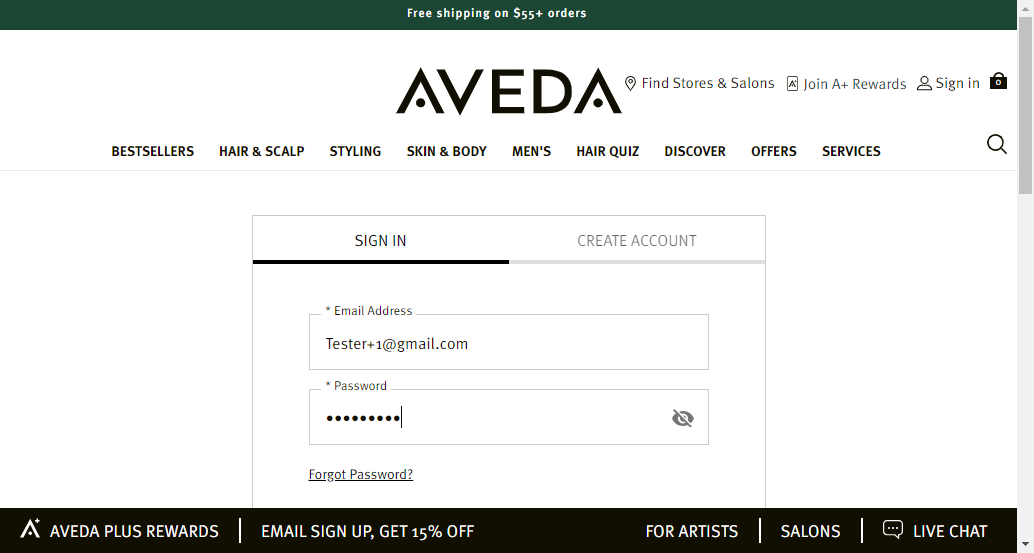 Free shipping on $55+ orders
AVEDA
Find Stores & Salons Join A+ Rewards Sign in 0
BESTSELLERS HAIR & SCALP STYLING SKIN & BODY MEN'S HAIR QUIZ DISCOVER OFFERS SERVICES
SIGN IN CREATE ACCOUNT
* Email Address
Tester+1@gmail.com
* Password
•••••••••
Forgot Password?
A+ AVEDA PLUS REWARDS EMAIL SIGN UP, GET 15% OFF FOR ARTISTS SALONS LIVE CHAT